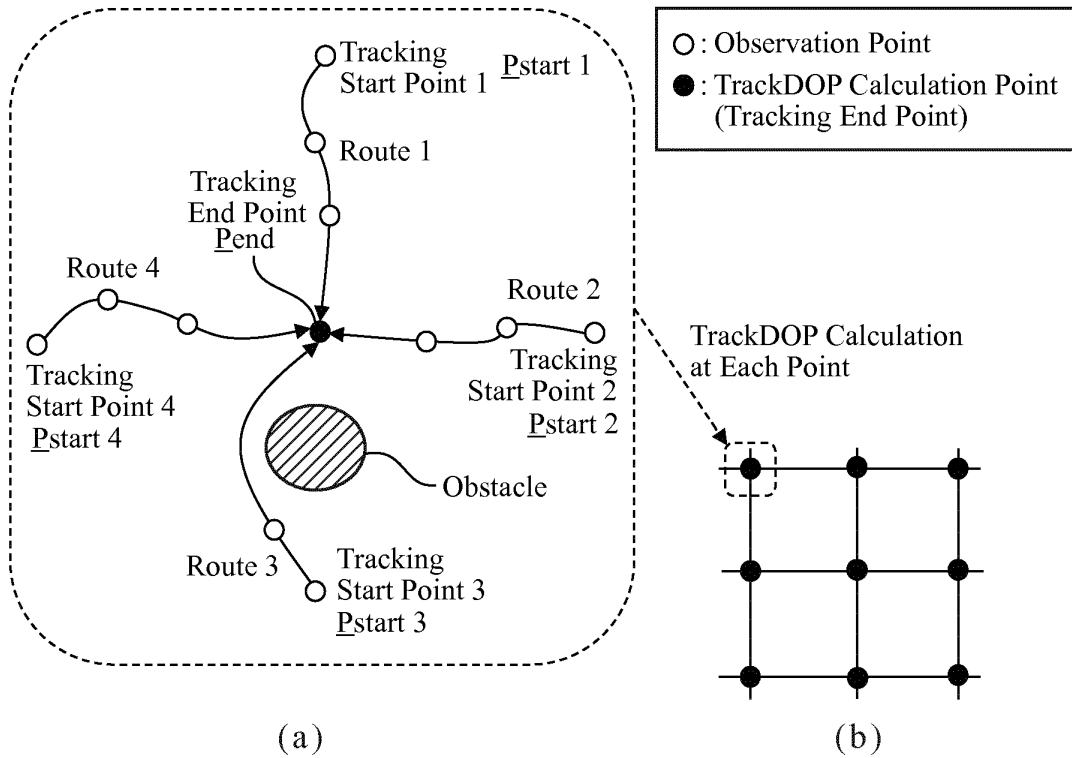 Tracking
Start Point 1 Pstart 1
Route 1
Tracking
End Point
Pend
Route 4
Route 2
Tracking
Start Point 4
Pstart 4
Tracking
Start Point 2
Pstart 2
Obstacle
Route 3
Tracking
Start Point 3
Pstart 3
(a)
: Observation Point
: TrackDOP Calculation Point
(Tracking End Point)
TrackDOP Calculation
at Each Point
(b)